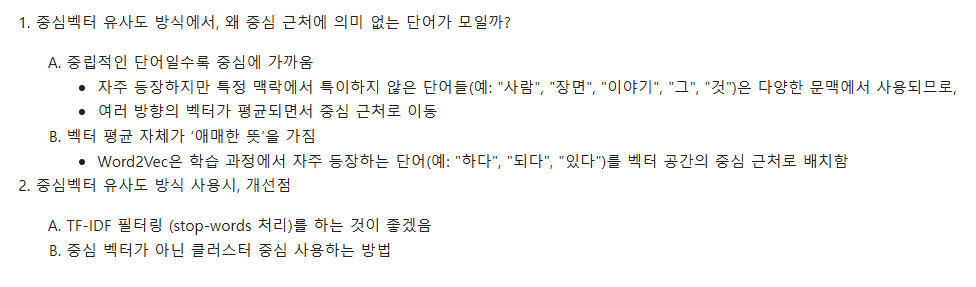 1. 중심벡터 유사도 방식에서, 왜 중심 근처에 의미 없는 단어가 모일까?
A. 중립적인 단어일수록 중심에 가까움
• 자주 등장하지만 특정 맥락에서 특이하지 않은 단어들(예: "사람", "장면", "이야기", "그", "것")은 다양한 문맥에서 사용되므로,
• 여러 방향의 벡터가 평균되면서 중심 근처로 이동
B. 벡터 평균 자체가 ‘애매한 뜻’을 가짐
• Word2Vec은 학습 과정에서 자주 등장하는 단어(예: "하다", "되다", "있다")를 벡터 공간의 중심 근처로 배치함
2. 중심벡터 유사도 방식 사용시, 개선점
A. TF-IDF 필터링 (stop-words 처리)를 하는 것이 좋겠음
B. 중심 벡터가 아닌 클러스터 중심 사용하는 방법